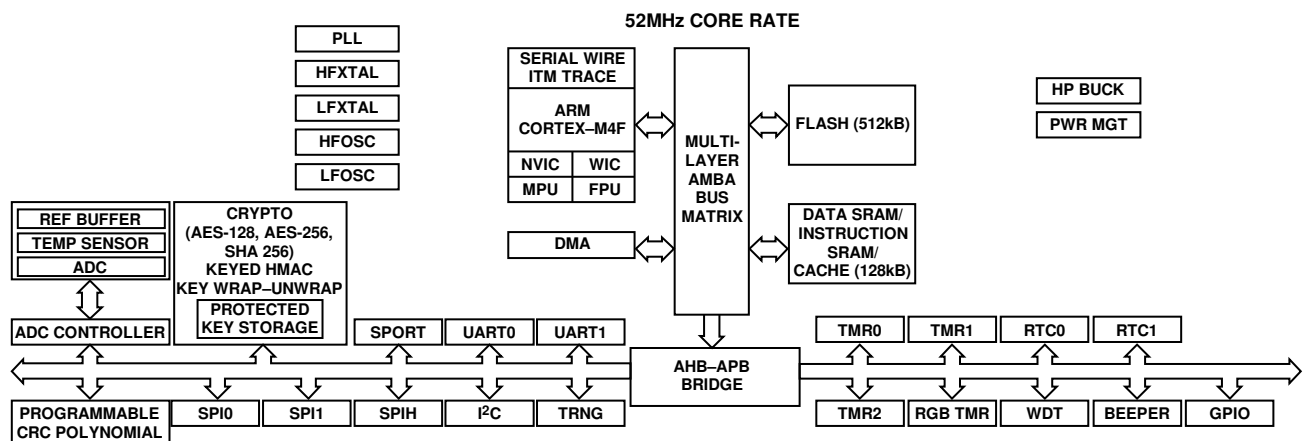 52MHz CORE RATE
PLL
HFXTAL
LFXTAL
HFOSC
LFOSC
SERIAL WIRE
ITM TRACE
ARM
CORTEX–M4F
NVIC
WIC
MPU
FPU
DMA
MULTI-
LAYER
AMBA
BUS
MATRIX
FLASH (512kB)
DATA SRAM/
INSTRUCTION
SRAM/
CACHE (128kB)
HP BUCK
PWR MGT
REF BUFFER
TEMP SENSOR
ADC
ADC CONTROLLER
CRYPTO
(AES-128, AES-256,
SHA 256)
KEYED HMAC
KEY WRAP–UNWRAP
PROTECTED
KEY STORAGE
SPORT
UART0
UART1
AHB–APB
BRIDGE
TMR0
TMR1
RTC0
RTC1
PROGRAMMABLE
CRC POLYNOMIAL
SPI0
SPI1
SPIH
I2C
TRNG
TMR2
RGB TMR
WDT
BEEPER
GPIO